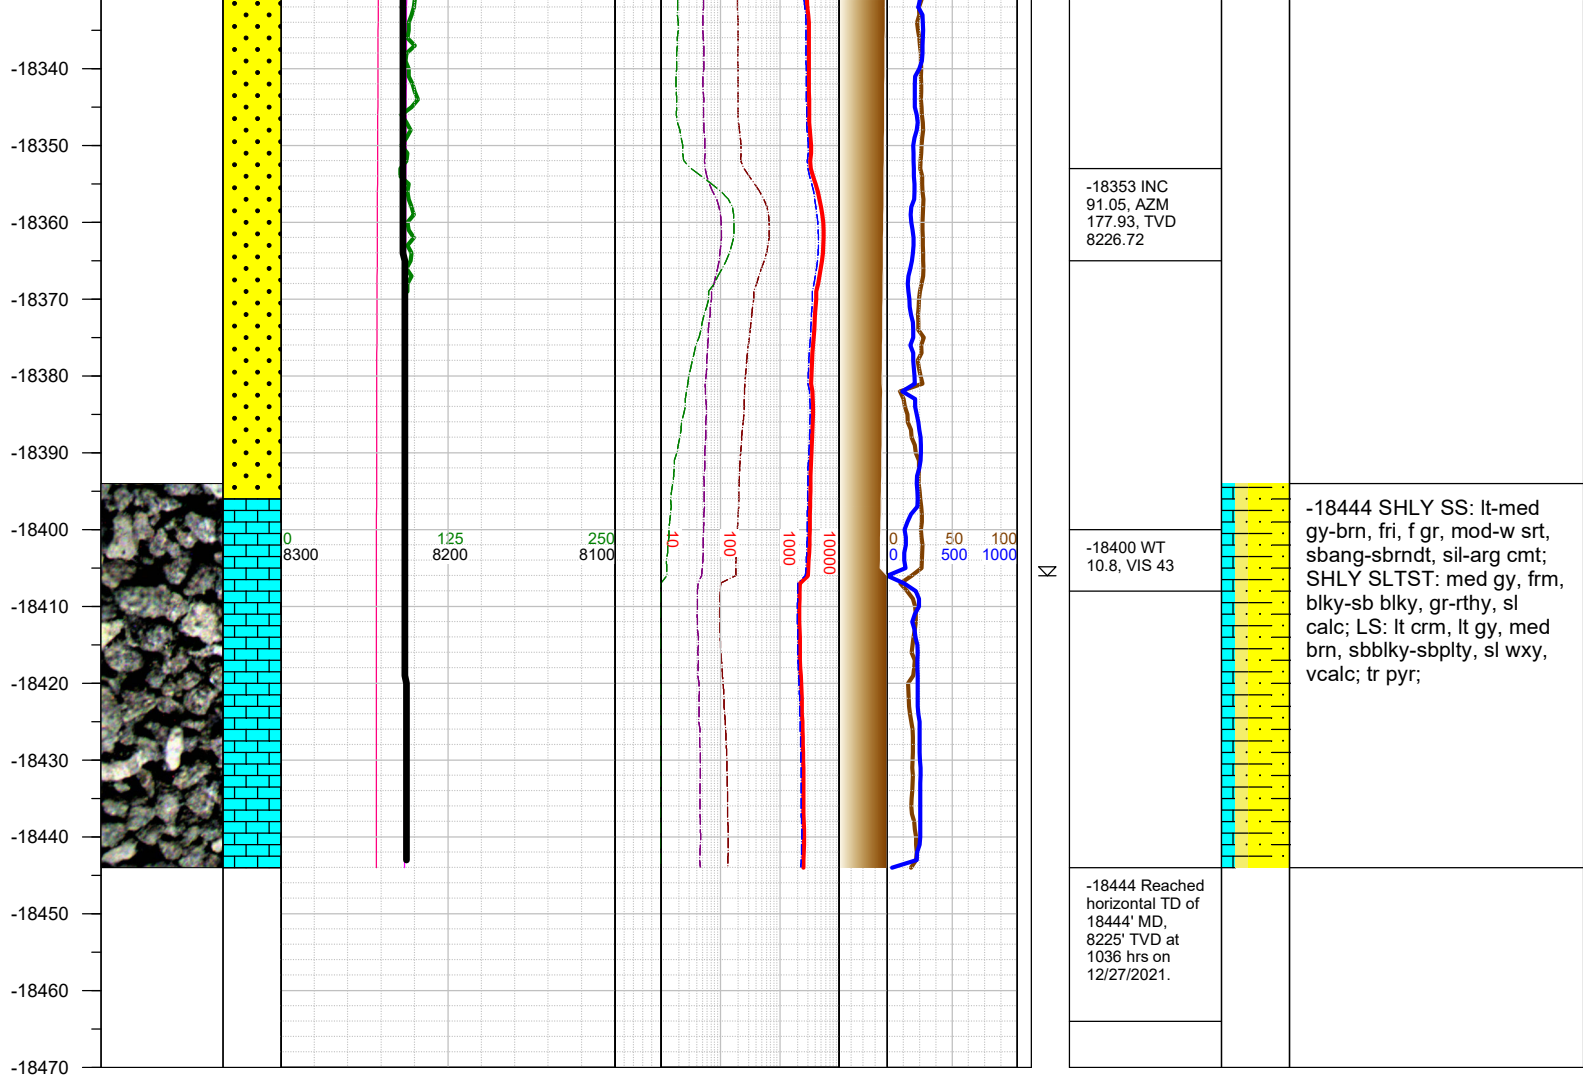 -18340
-18350
-18360
-18370
-18380
-18390
-18400
-18410
-18420
-18430
-18440
-18450
-18460
-18470
0 125 250
8300 8200 8100
10 100 1000 10000
0 50 100
0 500 1000
-18353 INC
91.05, AZM
177.93, TVD
8226.72
-18400 WT
10.8, VIS 43
-18444 Reached
horizontal TD of
18444' MD,
8225' TVD at
1036 hrs on
12/27/2021.
-18444 SHLY SS: lt-med
gy-brn, fri, f gr, mod-w srt,
sbang-sbrndt, sil-arg cmt;
SHLY SLTST: med gy, frm,
blky-sb blky, gr-rthy, sl
calc; LS: lt crm, lt gy, med
brn, sbblky-sbplty, sl wxy,
vcalc; tr pyr;